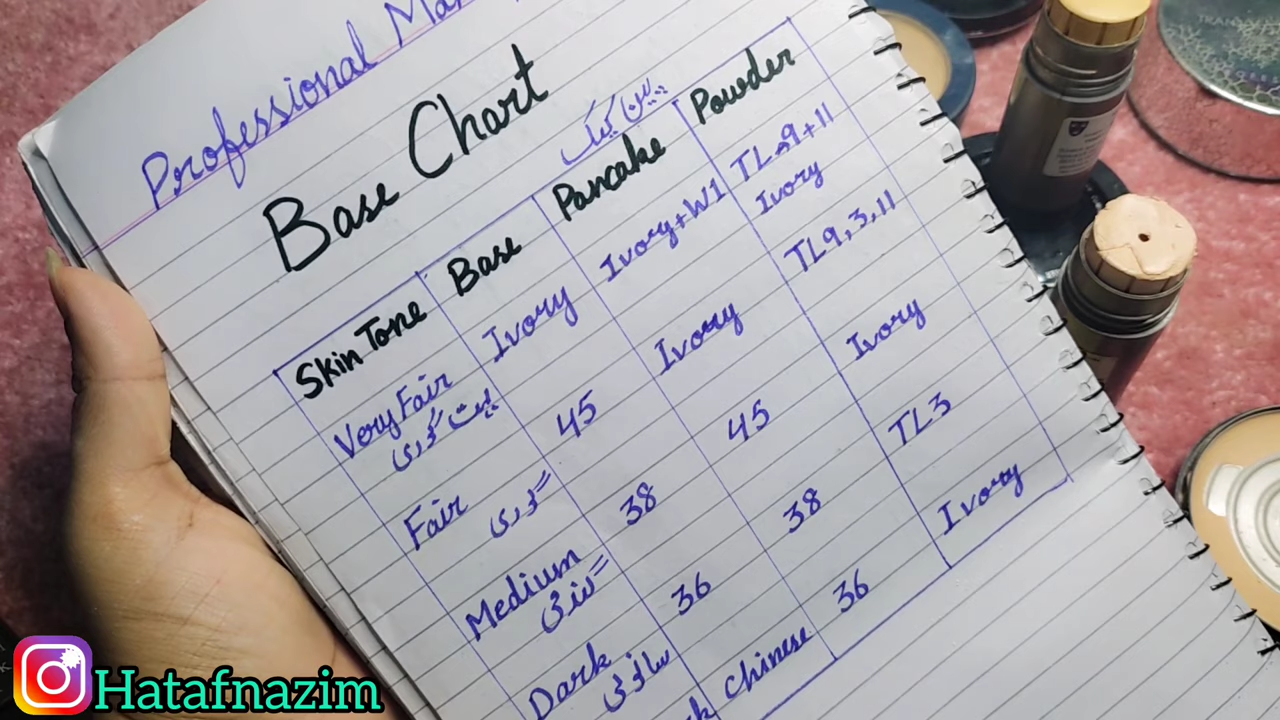 Professional
Base Chart
Skin Tone Base Pancake Powder
پین کیک
Very Fair Ivory Ivory+W1 TL9+11
بہت گوری Ivory
Fair 45 Ivory TL9,3,11
گوری Ivory
Medium 38 45 TL3
گندمی Ivory
Dark 36 38
سانولی
Chinese 36
TRAN
Hatafnazim